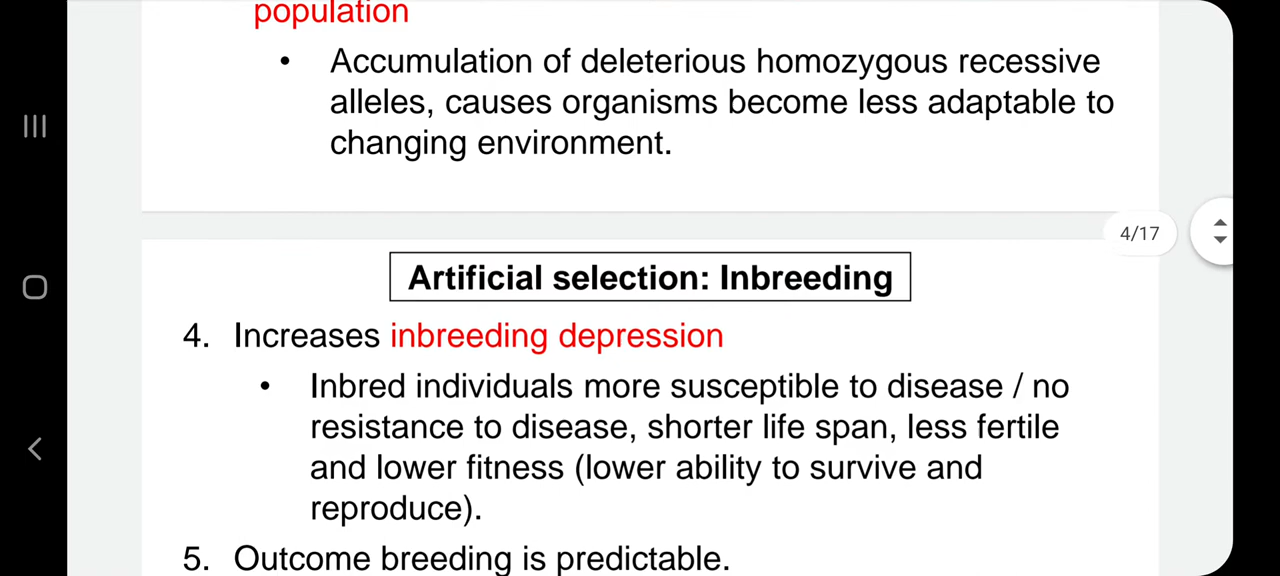 population
• Accumulation of deleterious homozygous recessive
alleles, causes organisms become less adaptable to
changing environment.
4/17
Artificial selection: Inbreeding
4. Increases inbreeding depression
• Inbred individuals more susceptible to disease / no
resistance to disease, shorter life span, less fertile
and lower fitness (lower ability to survive and
reproduce).
5. Outcome breeding is predictable.